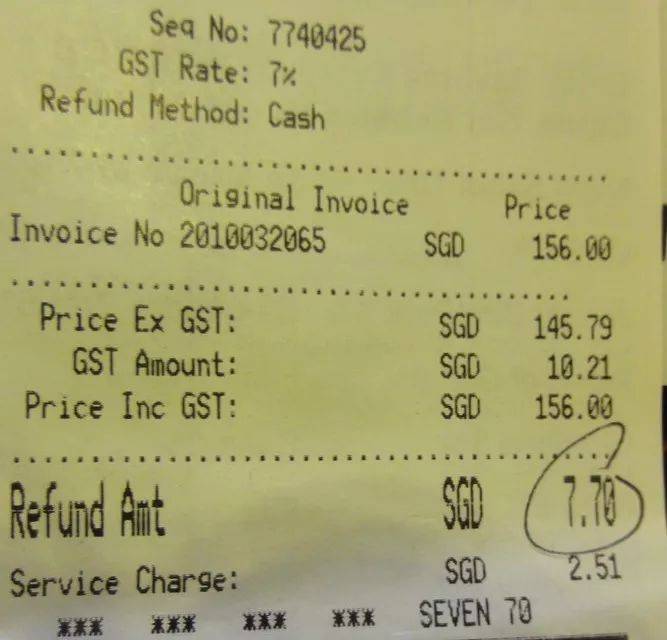 Seq No: 7740425
GST Rate: 7%
Refund Method: Cash
Original Invoice Price
Invoice No 2010032065 SGD 156.00
Price Ex GST: SGD 145.79
GST Amount: SGD 10.21
Price Inc GST: SGD 156.00
Refund Amt SGD 7.70
Service Charge: SGD 2.51
*** *** *** *** SEVEN 70